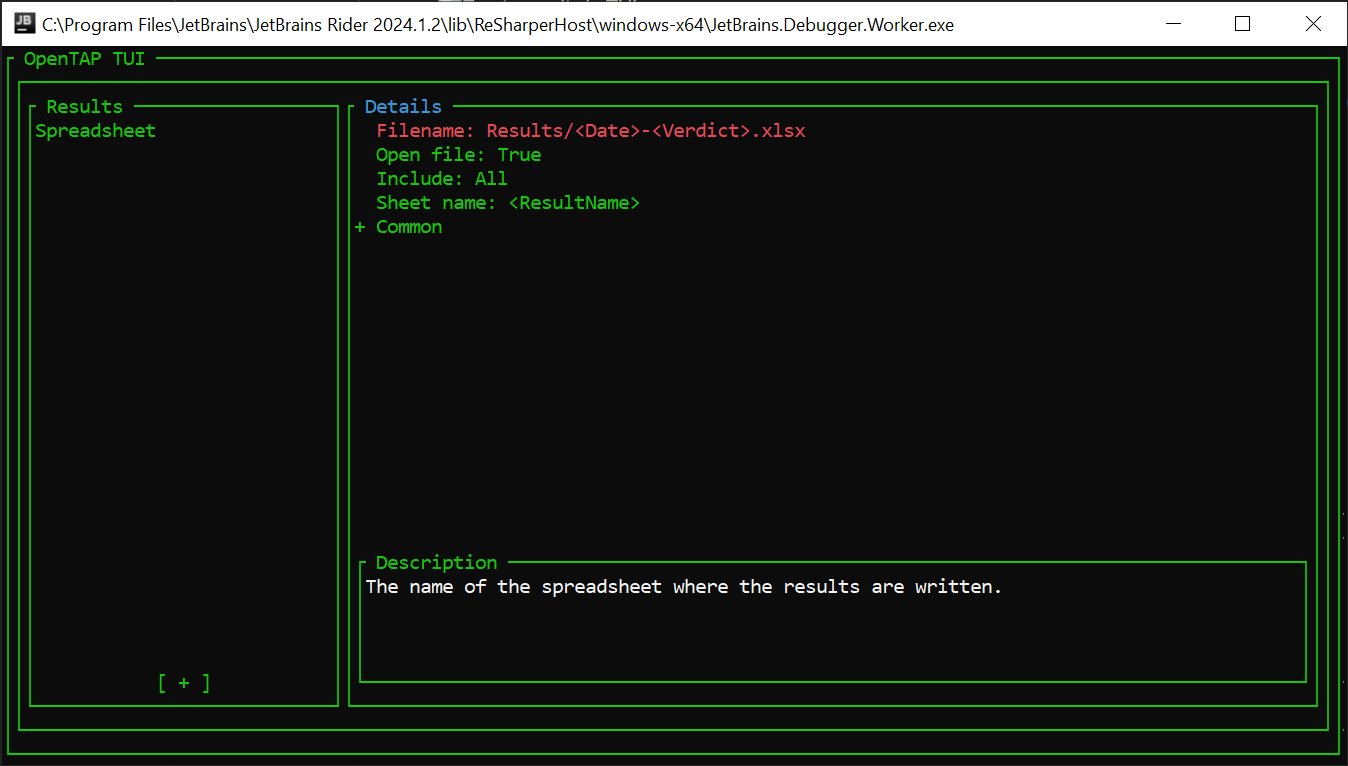 JB
C:\Program Files\JetBrains\JetBrains Rider 2024.1.2\lib\ReSharperHost\windows-x64\JetBrains.Debugger.Worker.exe
OpenTAP TUI
Results
Spreadsheet
[ + ]
Details
Filename: Results/<Date>-<Verdict>.xlsx
Open file: True
Include: All
Sheet name: <ResultName>
+ Common
Description
The name of the spreadsheet where the results are written.